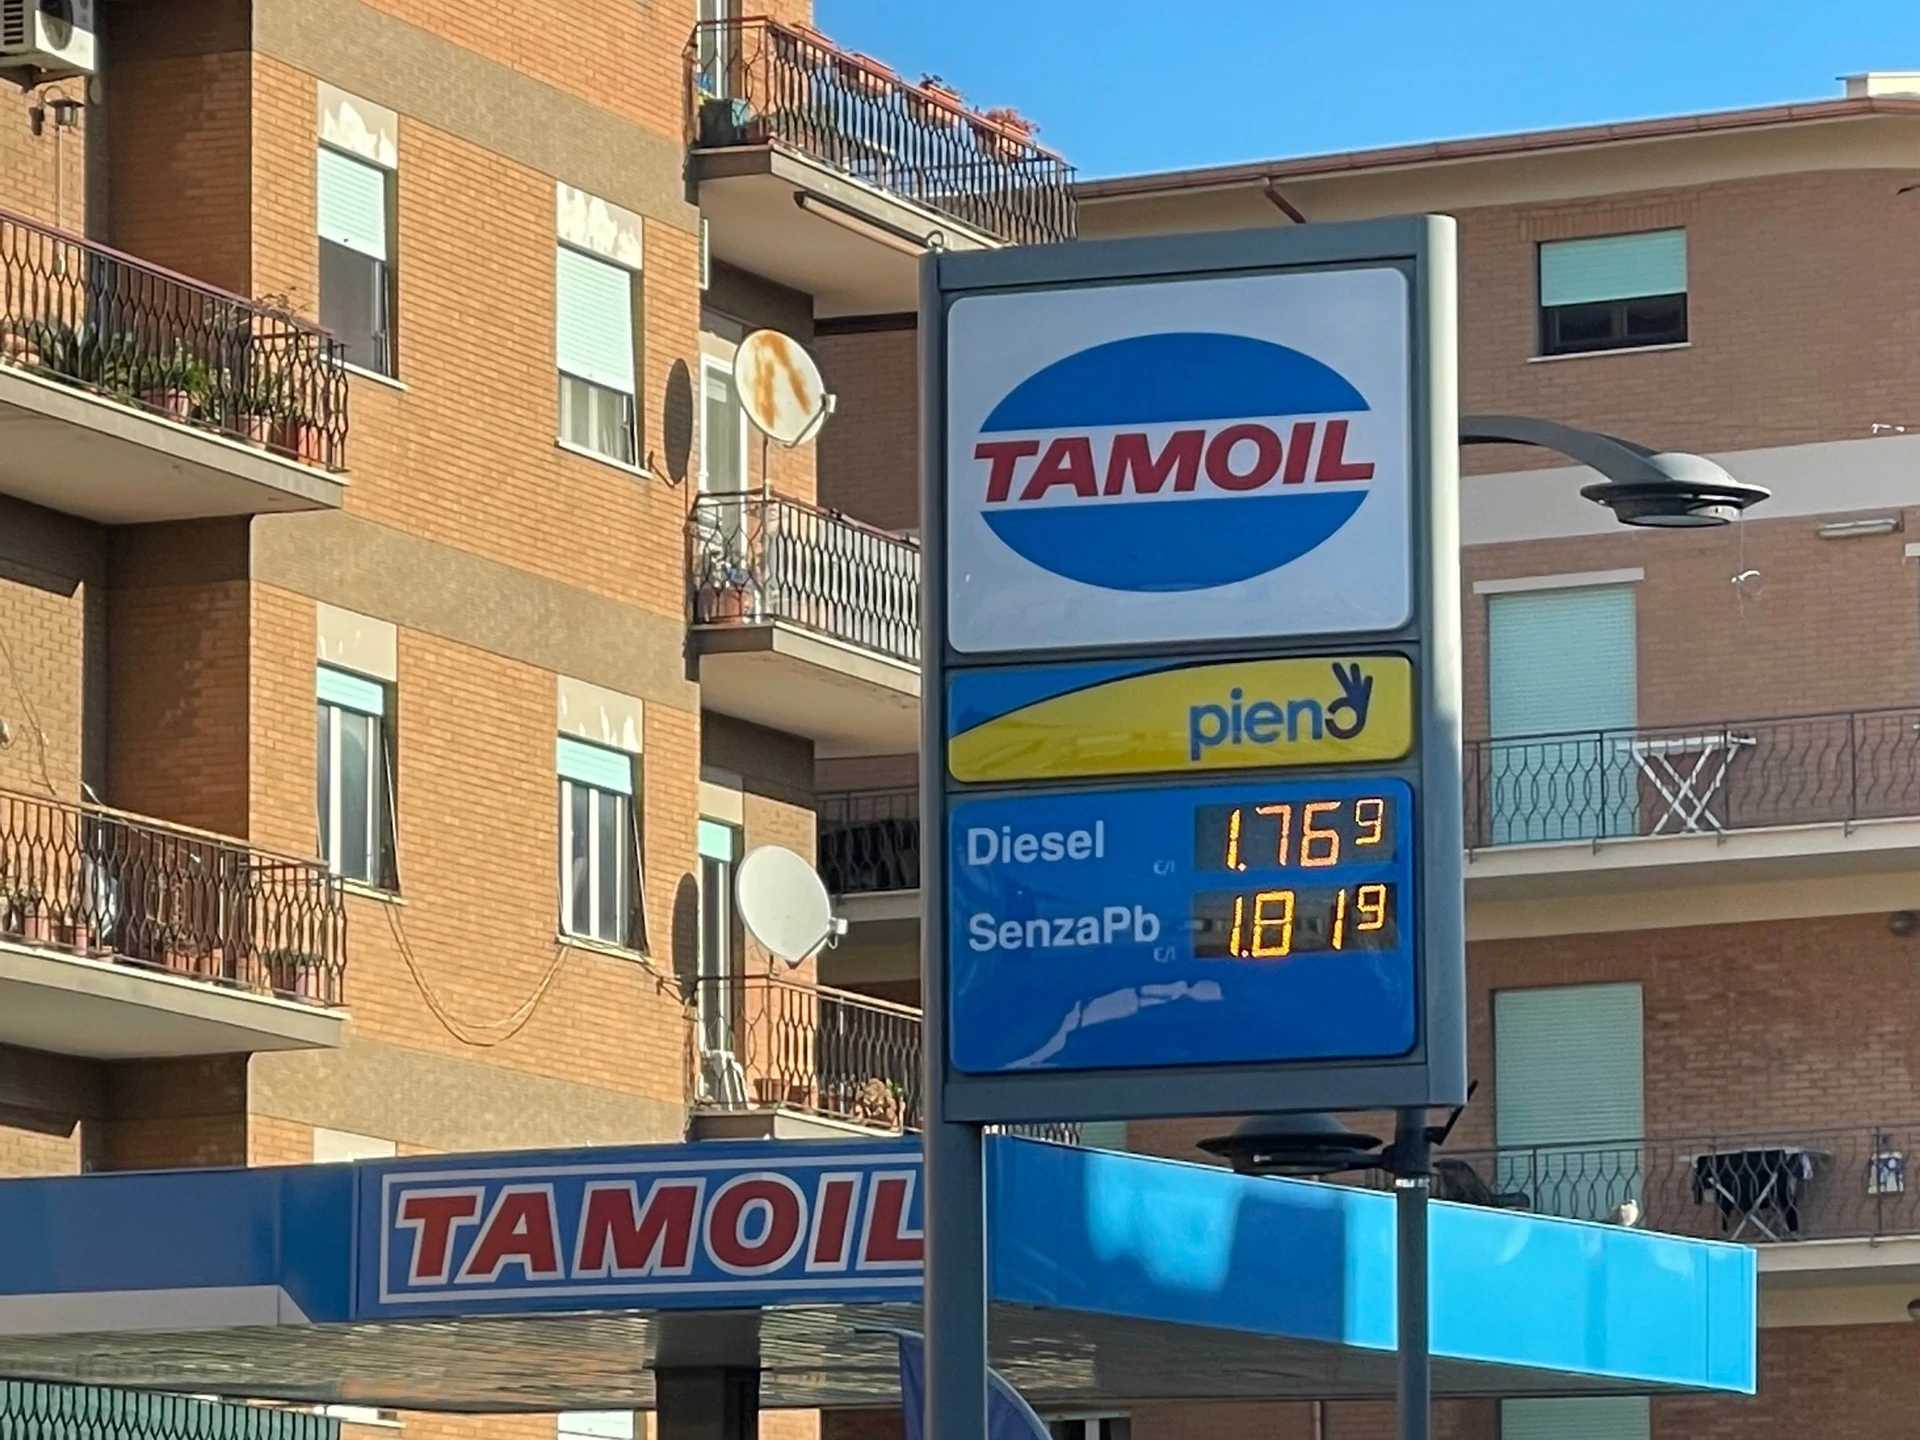 TAMOIL
pieno
Diesel €/l 1.769
SenzaPb €/l 1.819
TAMOIL